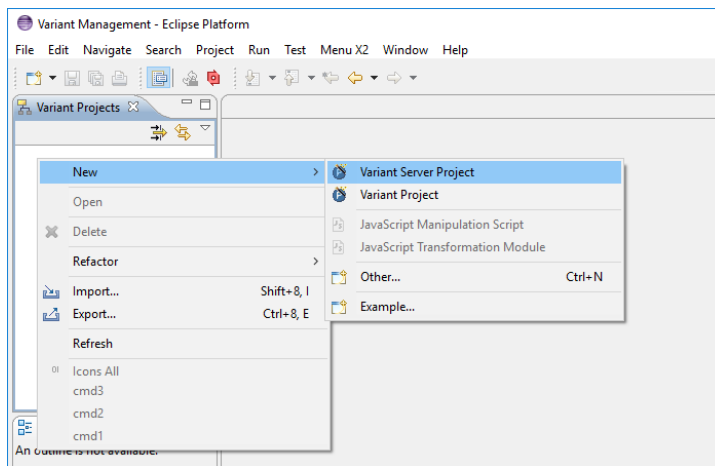 Variant Management - Eclipse Platform
File Edit Navigate Search Project Run Test Menu X2 Window Help
Variant Projects
New
Open
Delete
Refactor
Import... Shift+8, I
Export... Ctrl+8, E
Refresh
Icons All
cmd3
cmd2
cmd1
Variant Server Project
Variant Project
JavaScript Manipulation Script
JavaScript Transformation Module
Other... Ctrl+N
Example...
An outline is not available.